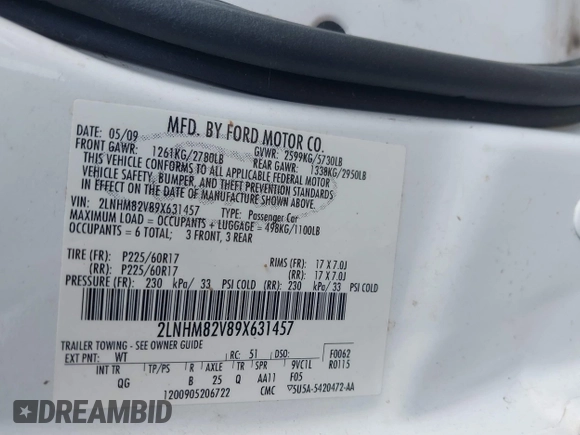 MFD. BY FORD MOTOR CO.
DATE: 05/09 GVWR: 2599KG/5730LB
FRONT GAWR: 1261KG/2780LB REAR GAWR: 1338KG/2950LB
THIS VEHICLE CONFORMS TO ALL APPLICABLE FEDERAL MOTOR
VEHICLE SAFETY, BUMPER, AND THEFT PREVENTION STANDARDS
IN EFFECT ON THE DATE OF MANUFACTURE SHOWN ABOVE.
VIN: 2LNHM82V89X631457 TYPE: Passenger Car
MAXIMUM LOAD = OCCUPANTS + LUGGAGE = 498KG/1100LB
OCCUPANTS = 6 TOTAL; 3 FRONT, 3 REAR
TIRE (FR): P225/60R17 RIMS (FR): 17 X 7.0J
(RR): P225/60R17 (RR): 17 X 7.0J
PRESSURE (FR): 230 kPa/ 33 PSI COLD (RR): 230 kPa/ 33 PSI COLD
2LNHM82V89X631457
TRAILER TOWING - SEE OWNER GUIDE
EXT PNT: WT RC: 51 DSO: F0062
INT TR TP/PS R AXLE TR SPR 9VC1L R0115
QG B 25 Q AA11 F05
1200905206722 CMC 5U5A-5420472-AA
DREAMBID